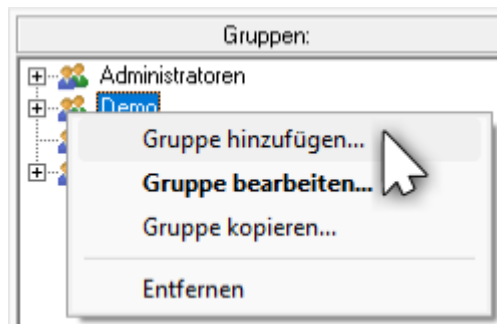 Gruppen:
Administratoren
Demo
Gruppe hinzufügen...
Gruppe bearbeiten...
Gruppe kopieren...
Entfernen